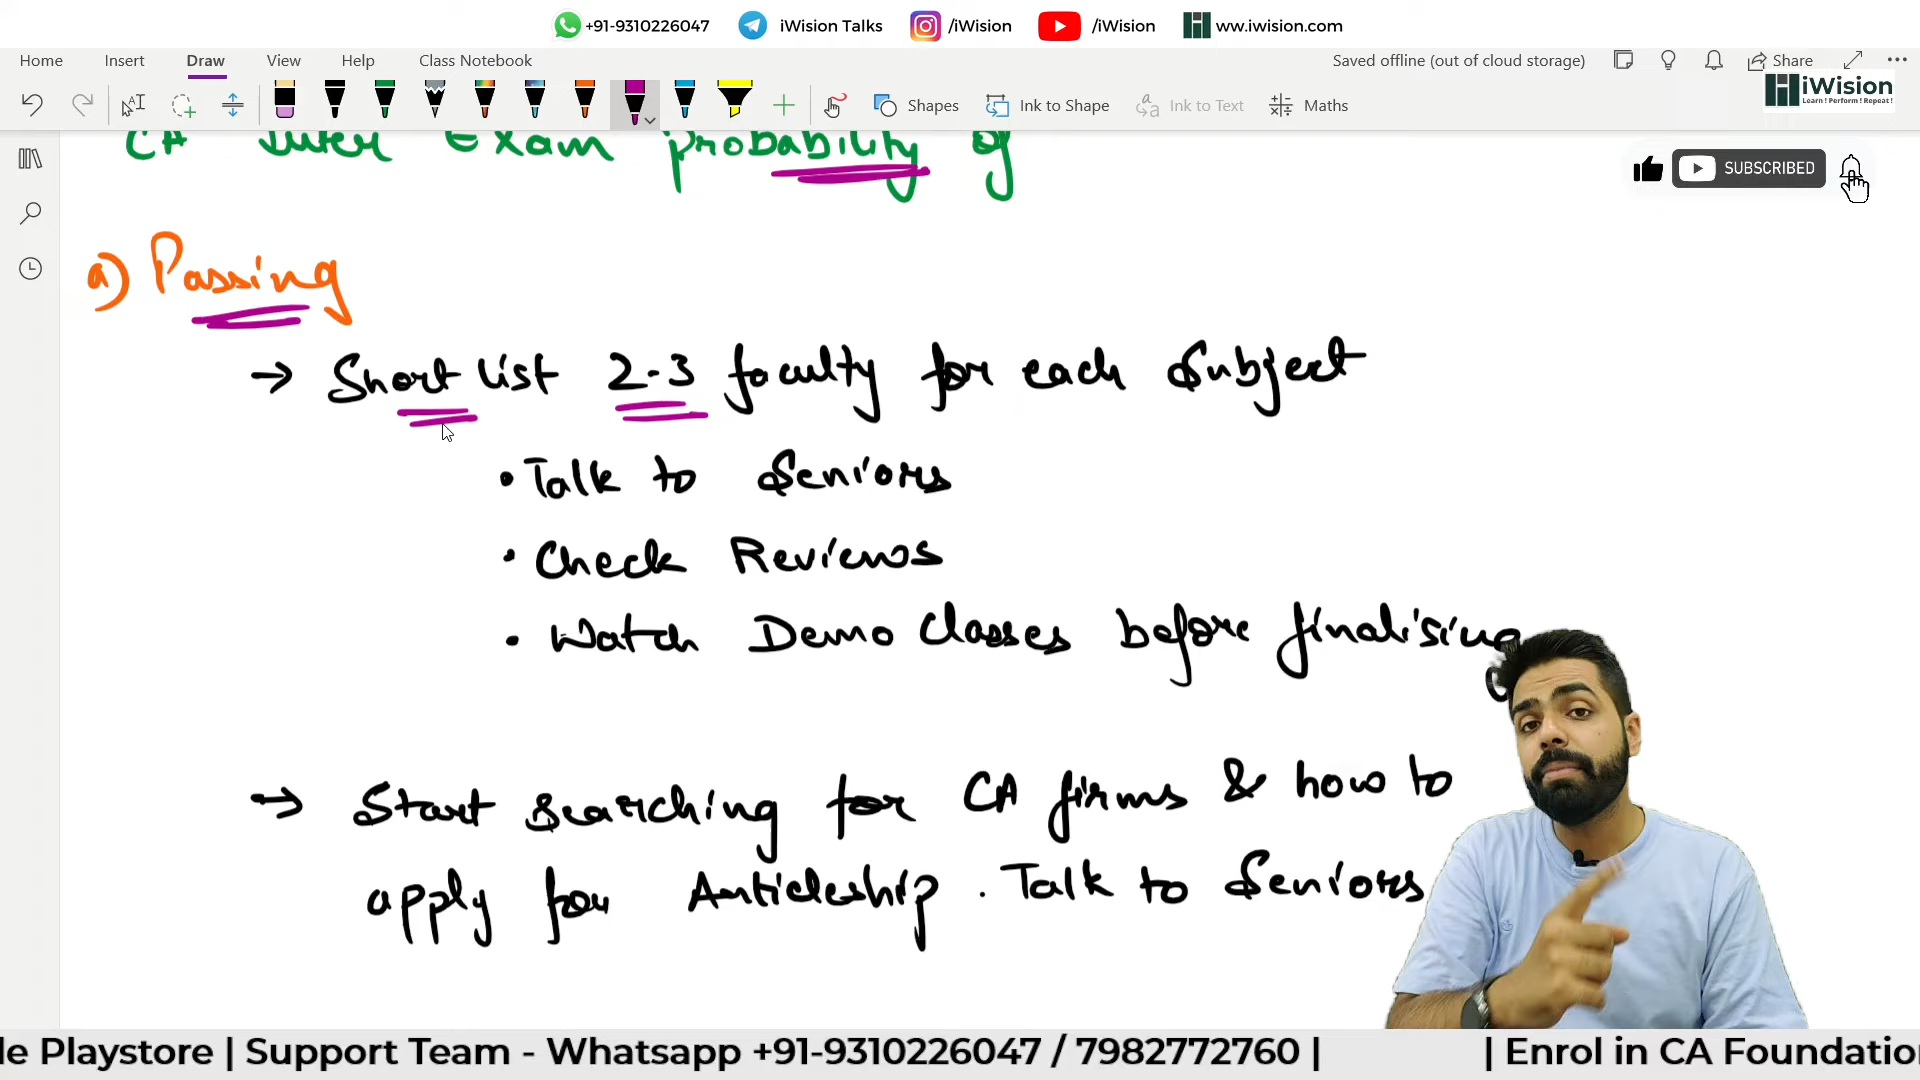 +91-9310226047 iWision Talks /iWision /iWision ww.iwision.com
Home Insert Draw View Help Class Notebook Saved offline (out of cloud storage) Share
Shapes Ink to Shape Ink to Text Maths
iWision
Learn ! Perform ! Repeat !
CA Inter Exam probability of
SUBSCRIBED
a) Passing
→ Short list 2-3 faculty for each Subject
• Talk to Seniors
• Check Reviews
• Watch Demo Classes before finalising
→ Start searching for CA firms & how to
apply for Articleship . Talk to Seniors
le Playstore | Support Team - Whatsapp +91-9310226047 / 7982772760 | | Enrol in CA Foundatio